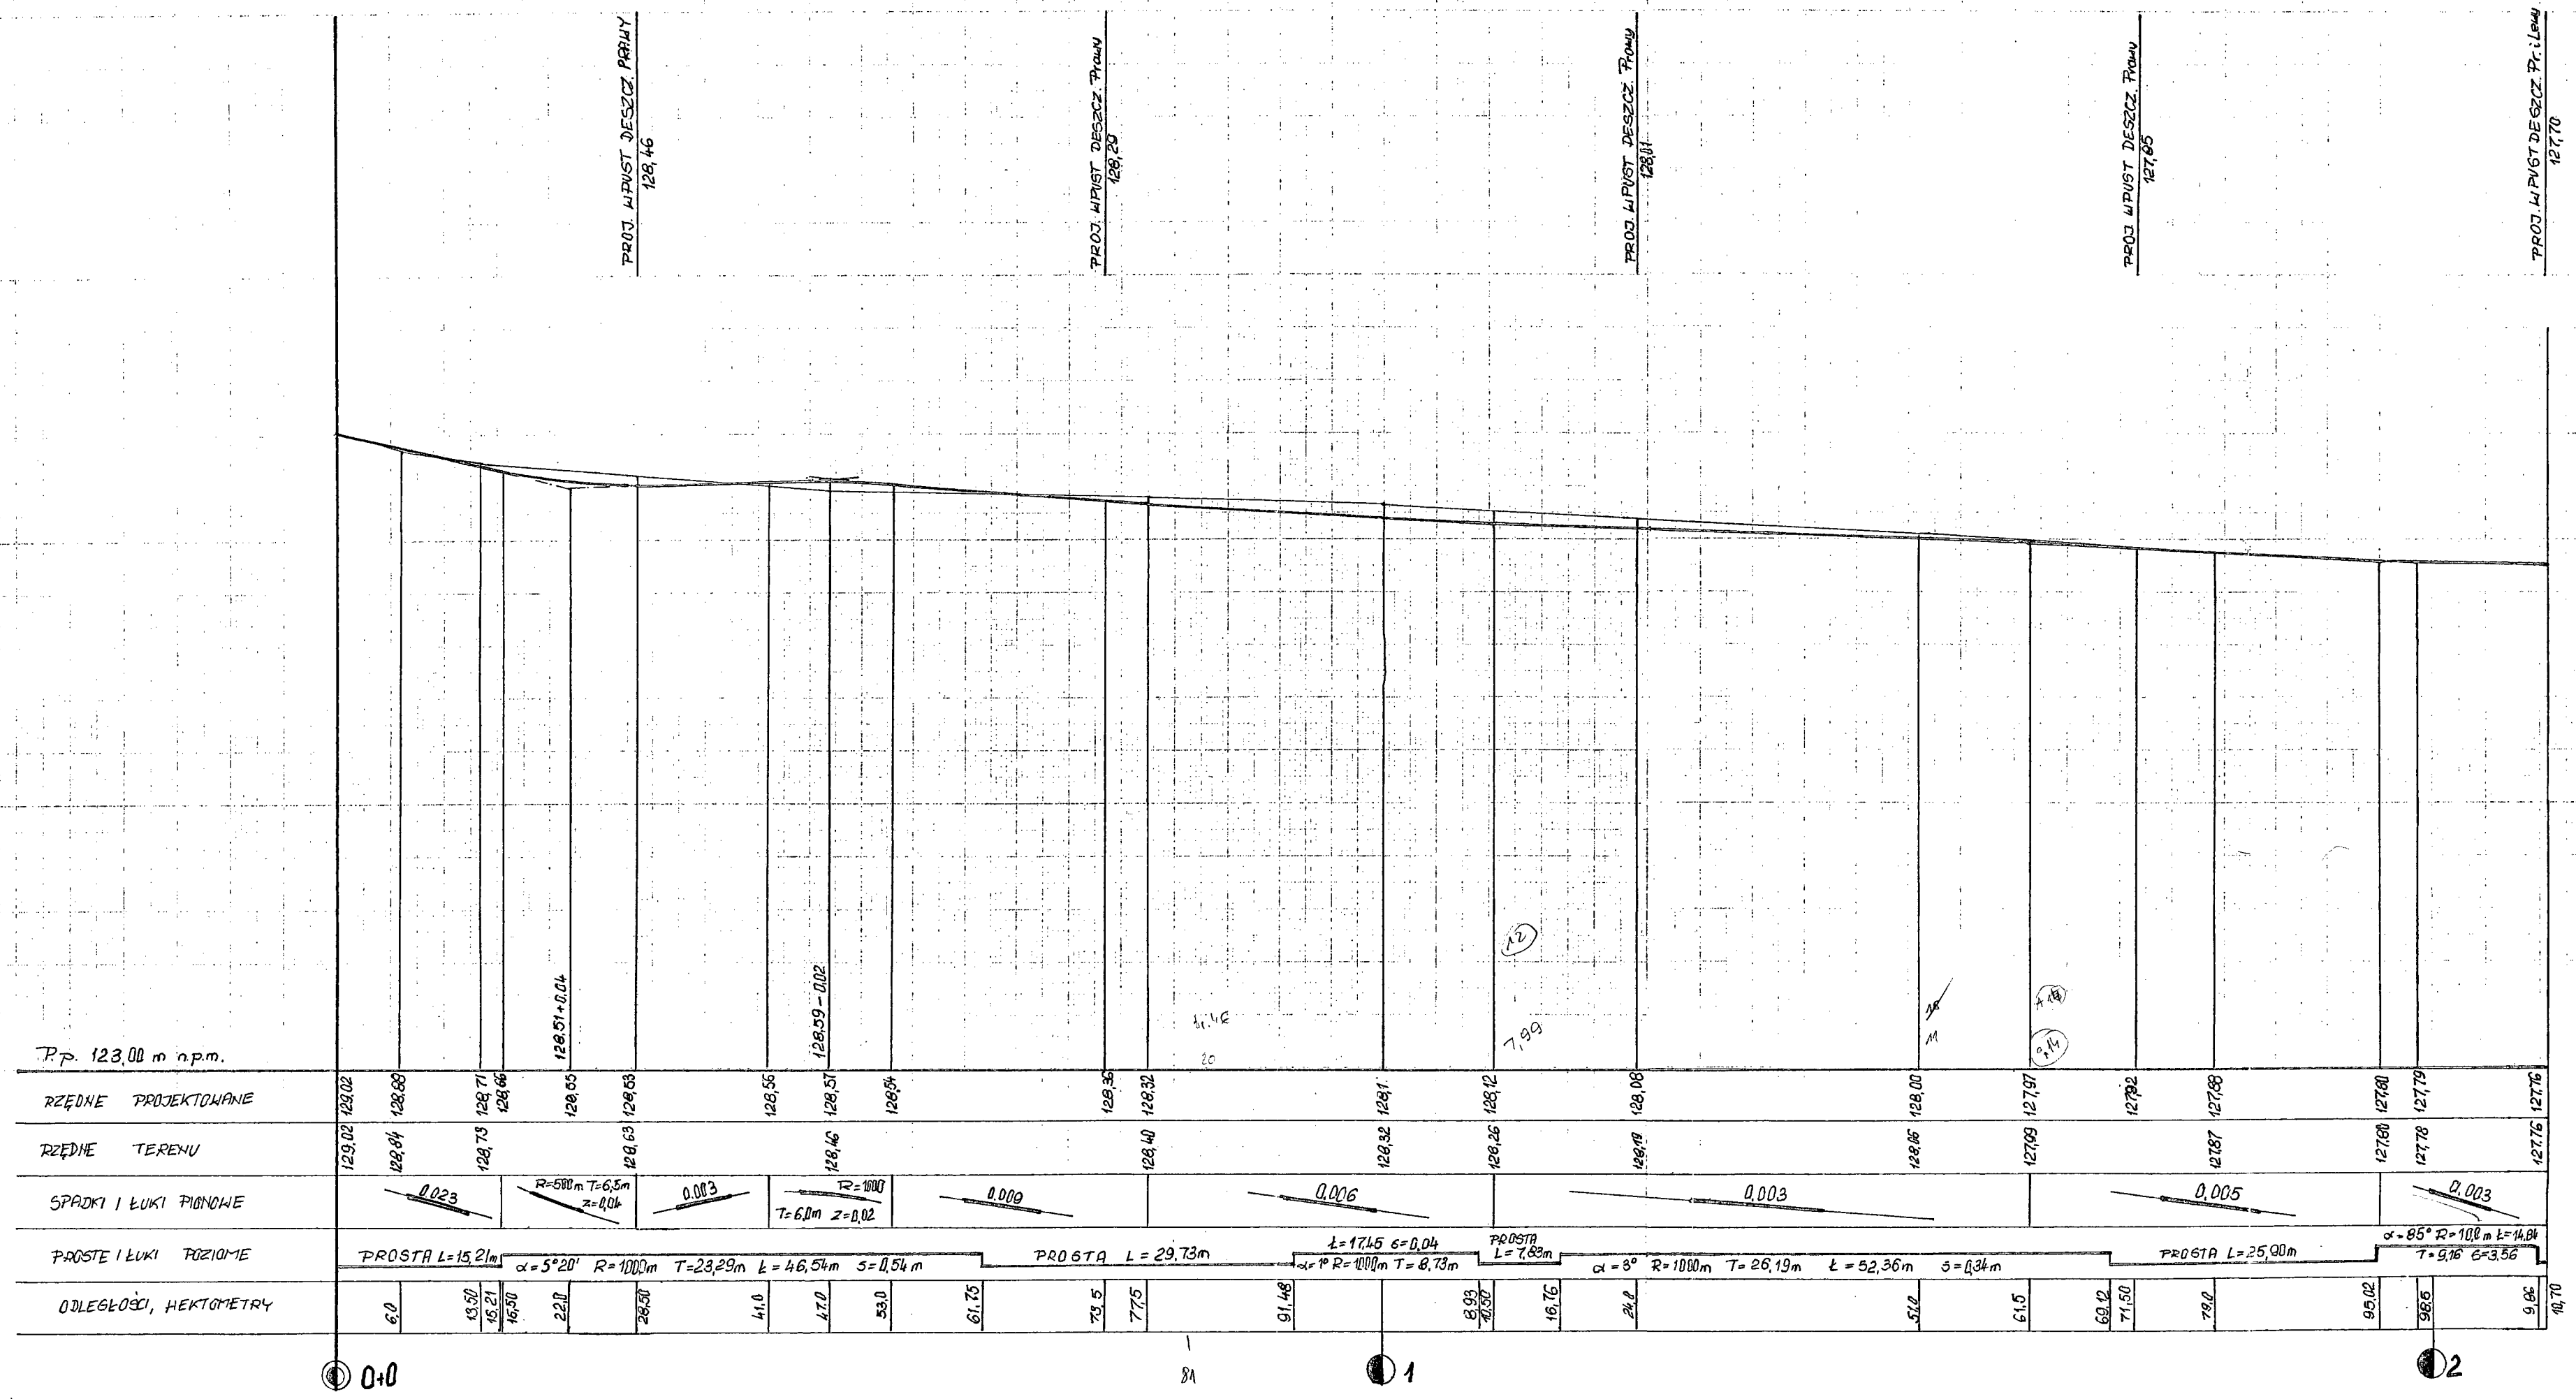 PROJ. WPUST DESZCZ. PRAWY
128,46
PROJ. WPUST DESZCZ. Prawy
128,29
PROJ. WPUST DESZCZ. Prawy
128,01
PROJ. WPUST DESZCZ. Prawy
127,85
PROJ. WPUST DESZCZ. Pr. i Lewy
127,70
12
7,99
20
11
128.51+0.04
128.59-0.02
P.p. 123,00 m n.p.m.
RZĘDNE PROJEKTOWANE
129,02 128,88 128,71 128,66 128,55 128,53 128,56 128,57 128,54 128,36 128,32 128,1 128,12 128,08 128,00 127,97 127,92 127,88 127,80 127,79 127,76
RZĘDNE TERENU
129,02 128,84 128,73 128,63 128,46 128,40 128,32 128,26 128,19 128,06 127,99 127,87 127,80 127,78 127,76
SPADKI I ŁUKI PIONOWE
0.023
R=500m T=6,5m
z=0,04
0.003
R=1000
T=6,0m z=0,02
0.009
0,006
0,003
0,005
0,003
PROSTE I ŁUKI POZIOME
PROSTA L=15,21m
α=5°20' R=1000m T=23,29m Ł=46,54m S=0,54m
PROSTA L=29,73m
Ł=17,45 S=0,04
α=1° R=1000m T=8,73m
PROSTA
L=7,83m
α=3° R=1000m T=26,19m Ł=52,36m S=0,34m
PROSTA L=25,90m
α=85° R=10,0m Ł=14,84
T=9,16 S=3,56
ODLEGŁOŚCI, HEKTOMETRY
6,0 13,50 15,21 16,50 22,0 28,50 41,0 47,0 53,0 61,75 73,5 77,5 91,48 8,93 10,50 16,76 24,0 51,0 61,5 69,12 71,50 79,0 95,02 98,5 9,86 10,70
0+0
81
1
2